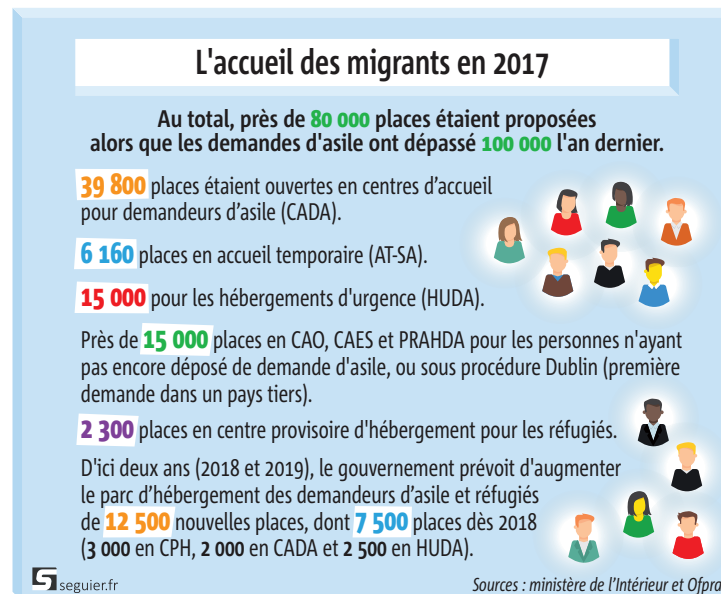 L'accueil des migrants en 2017
Au total, près de 80 000 places étaient proposées
alors que les demandes d'asile ont dépassé 100 000 l'an dernier.
39 800 places étaient ouvertes en centres d’accueil
pour demandeurs d’asile (CADA).
6 160 places en accueil temporaire (AT-SA).
15 000 pour les hébergements d'urgence (HUDA).
Près de 15 000 places en CAO, CAES et PRAHDA pour les personnes n'ayant
pas encore déposé de demande d'asile, ou sous procédure Dublin (première
demande dans un pays tiers).
2 300 places en centre provisoire d'hébergement pour les réfugiés.
D'ici deux ans (2018 et 2019), le gouvernement prévoit d'augmenter
le parc d’hébergement des demandeurs d’asile et réfugiés
de 12 500 nouvelles places, dont 7 500 places dès 2018
(3 000 en CPH, 2 000 en CADA et 2 500 en HUDA).
S seguier.fr
Sources : ministère de l’Intérieur et Ofpra